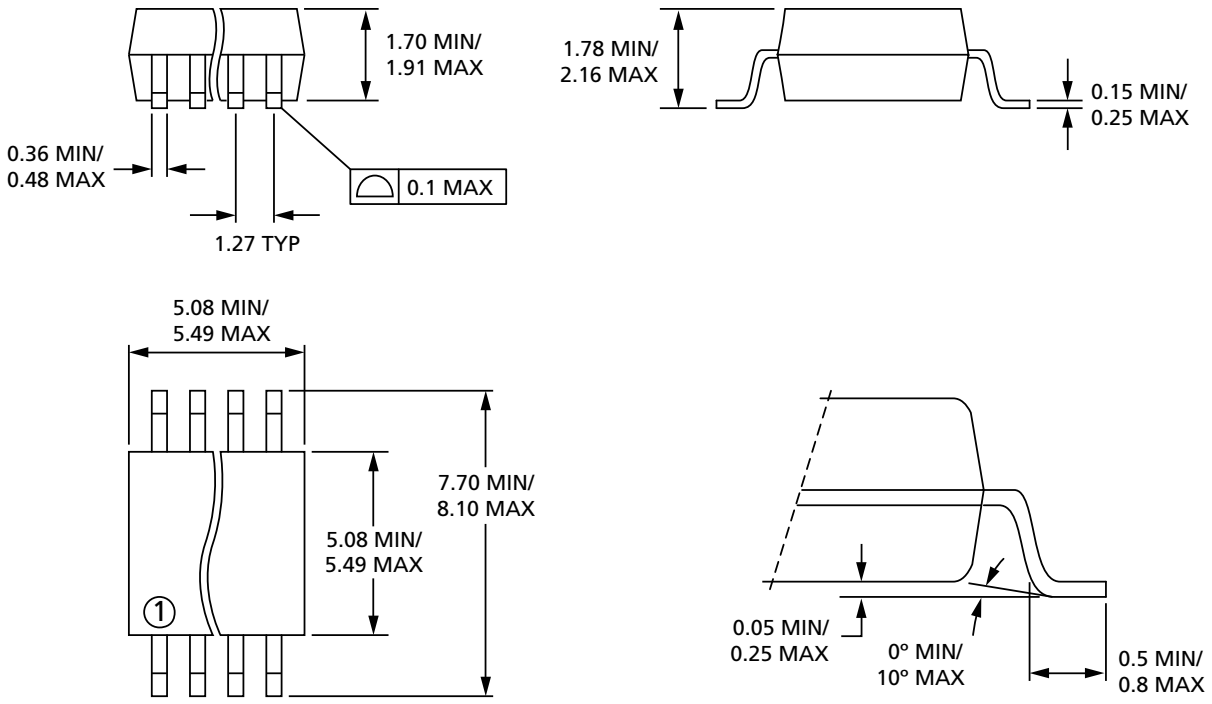 1.70 MIN/
1.91 MAX
1.78 MIN/
2.16 MAX
0.15 MIN/
0.25 MAX
0.36 MIN/
0.48 MAX
0.1 MAX
1.27 TYP
5.08 MIN/
5.49 MAX
7.70 MIN/
8.10 MAX
5.08 MIN/
5.49 MAX
1
0.05 MIN/
0.25 MAX
0º MIN/
10º MAX
0.5 MIN/
0.8 MAX